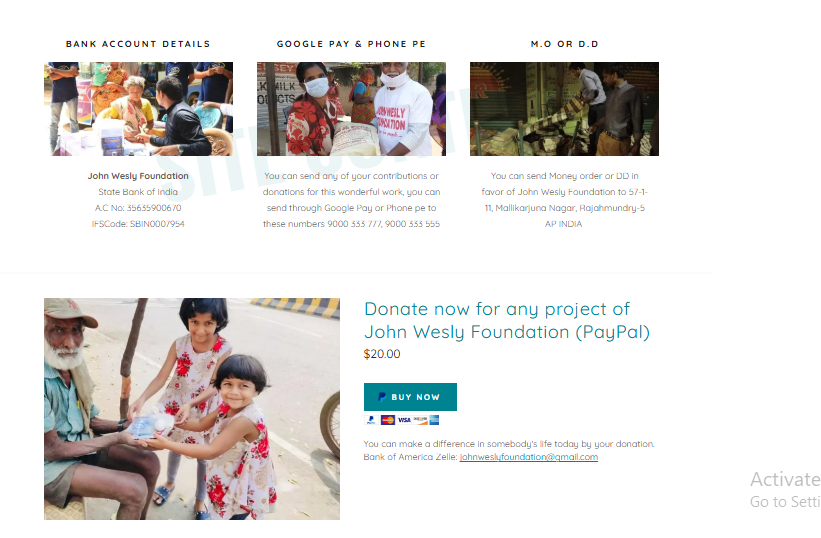 BANK ACCOUNT DETAILS
GOOGLE PAY & PHONE PE
M.O OR D.D
John Wesly Foundation
State Bank of India
A.C No: 35635900670
IFSCode: SBIN0007954
You can send any of your contributions or
donations for this wonderful work, you can
send through Google Pay or Phone pe to
these numbers 9000 333 777, 9000 333 555
You can send Money order or DD in
favor of John Wesly Foundation to 57-1-
11, Mallikarjuna Nagar, Rajahmundry-5
AP INDIA
JOHN WESLY
FOUNDATION
Donate now for any project of
John Wesly Foundation (PayPal)
$20.00
BUY NOW
VISA
You can make a difference in somebody's life today by your donation.
Bank of America Zelle: johnweslyfoundation@gmail.com
Activate
Go to Setti